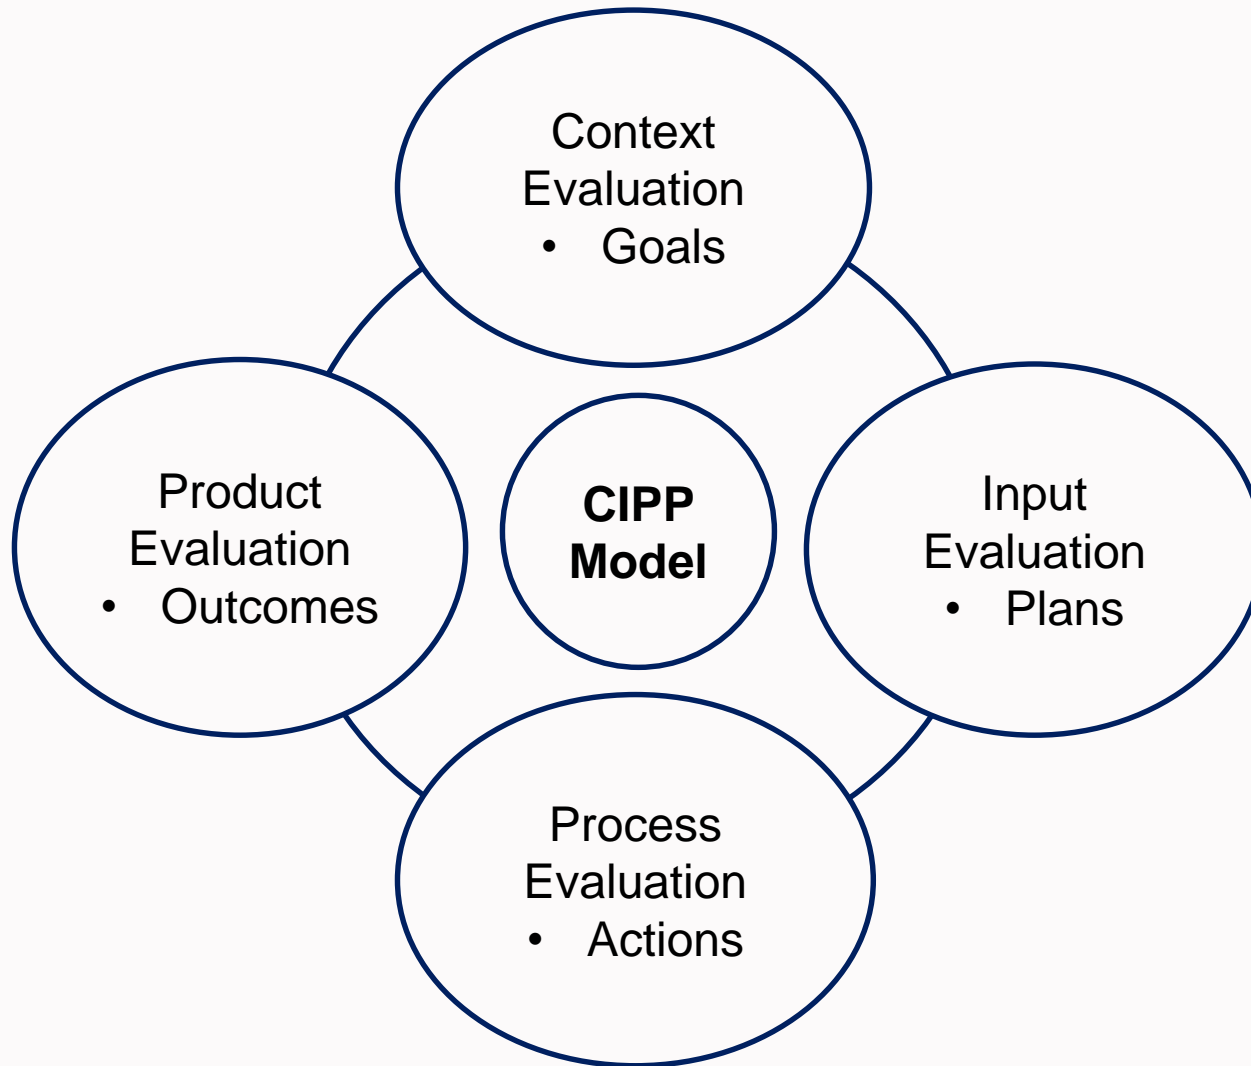 Context
Evaluation
• Goals
Product
Evaluation
• Outcomes
CIPP
Model
Input
Evaluation
• Plans
Process
Evaluation
• Actions